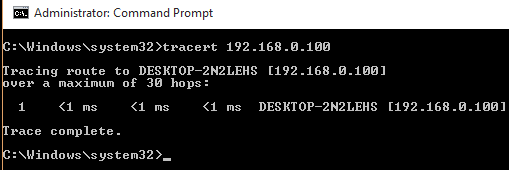 Administrator: Command Prompt
C:\Windows\system32>tracert 192.168.0.100
Tracing route to DESKTOP-2N2LEHS [192.168.0.100]
over a maximum of 30 hops:
1 <1 ms <1 ms <1 ms DESKTOP-2N2LEHS [192.168.0.100]
Trace complete.
C:\Windows\system32>_